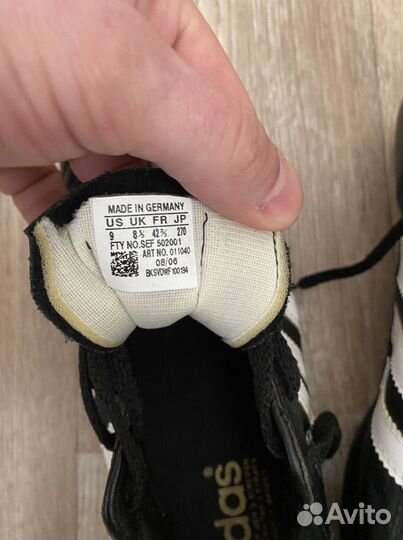 MADE IN GERMANY
US UK FR JP
9 8½ 42⅔ 270
FTY NO.SEF 502001
ART NO. 011040
08/06
BKSVDWF100194
adidas
Avito